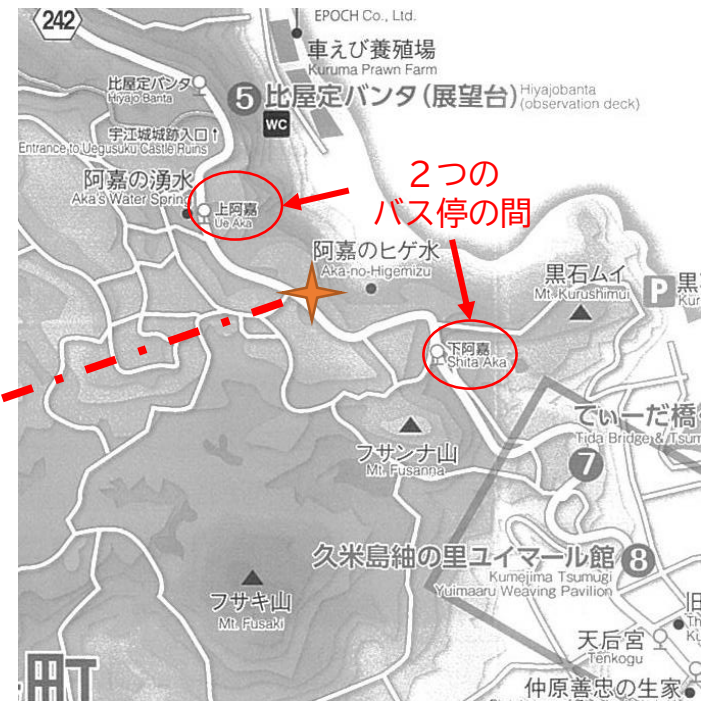 242
EPOCH Co., Ltd.
車えび養殖場
Kuruma Prawn Farm
比屋定バンタ
Hiyajo Banta
5 比屋定バンタ(展望台) Hiyajobanta
(observation deck)
WC
宇江城城跡入口↑
Entrance to Uegusuku Castle Ruins
2つの
バス停の間
阿嘉の湧水
Aka's Water Spring
上阿嘉
Ue Aka
阿嘉のヒゲ水
Aka-no-Higemizu
黒石ムイ
Mt. Kurushimui
P 黒
Kur
下阿嘉
Shita Aka
てぃーだ橋
Tida Bridge & Tsum
7
フサンナ山
Mt. Fusanna
久米島紬の里ユイマール館 8
Kumejima Tsumugi
Yuimaaru Weaving Pavilion
フサキ山
Mt. Fusaki
旧
Th
Ku
天后宮
Tenkogu
町
仲原善忠の生家